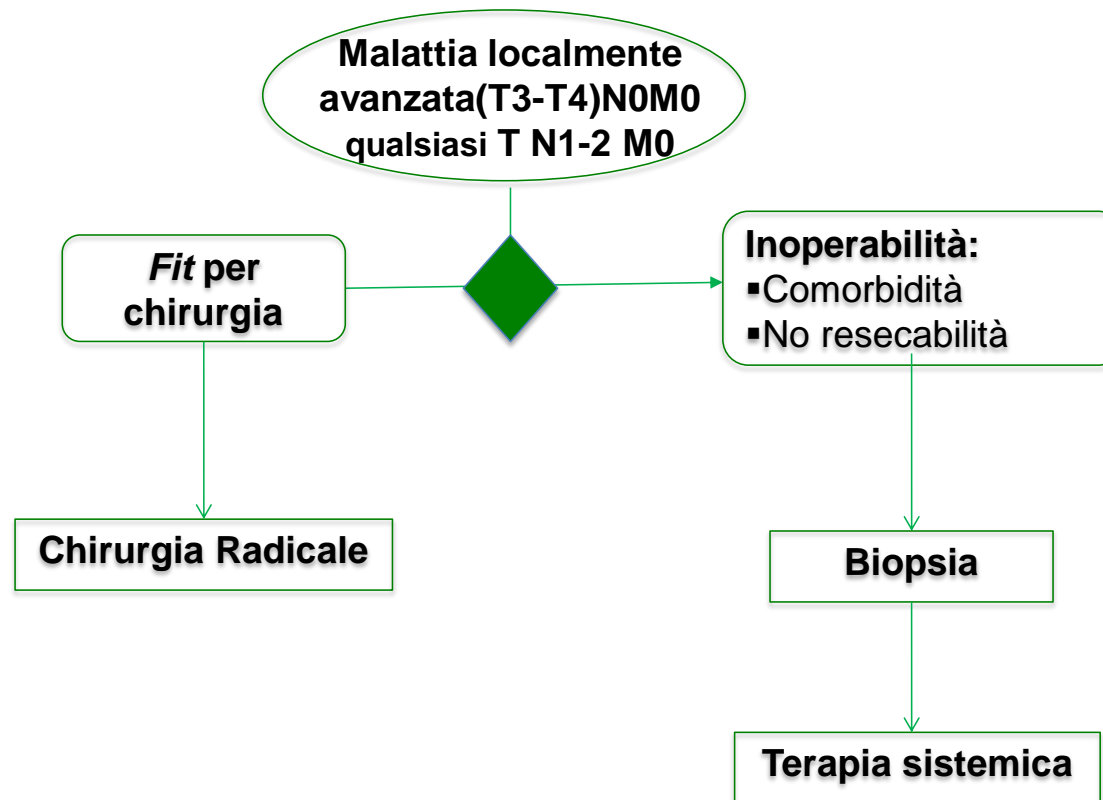 Malattia localmente
avanzata(T3-T4)N0M0
qualsiasi T N1-2 M0
Fit per
chirurgia
Inoperabilità:
▪Comorbidità
▪No resecabilità
Chirurgia Radicale
Biopsia
Terapia sistemica